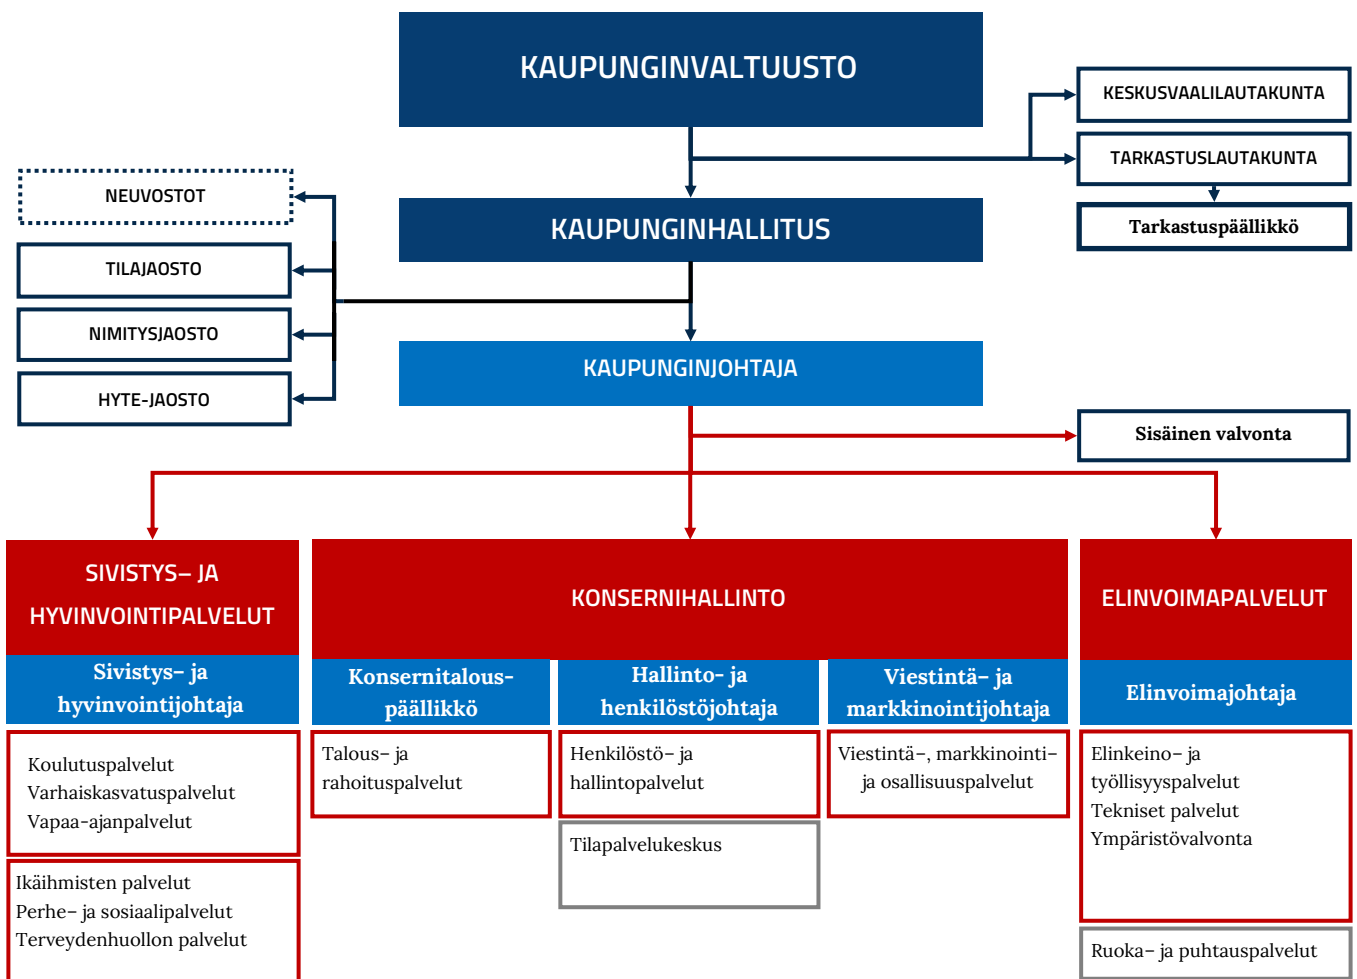 KAUPUNGINVALTUUSTO
KESKUSVAALILAUTAKUNTA
TARKASTUSLAUTAKUNTA
Tarkastuspäällikkö
KAUPUNGINHALLITUS
NEUVOSTOT
TILAJAOSTO
NIMITYSJAOSTO
HYTE-JAOSTO
KAUPUNGINJOHTAJA
Sisäinen valvonta
SIVISTYS– JA
HYVINVOINTIPALVELUT
Sivistys– ja
hyvinvointijohtaja
Koulutuspalvelut
Varhaiskasvatuspalvelut
Vapaa-ajanpalvelut
Ikäihmisten palvelut
Perhe– ja sosiaalipalvelut
Terveydenhuollon palvelut
KONSERNIHALLINTO
Konsernitalous-
päällikkö
Talous– ja
rahoituspalvelut
Hallinto- ja
henkilöstöjohtaja
Henkilöstö– ja
hallintopalvelut
Tilapalvelukeskus
Viestintä– ja
markkinointijohtaja
Viestintä–, markkinointi–
ja osallisuuspalvelut
ELINVOIMAPALVELUT
Elinvoimajohtaja
Elinkeino– ja
työllisyyspalvelut
Tekniset palvelut
Ympäristövalvonta
Ruoka– ja puhtauspalvelut